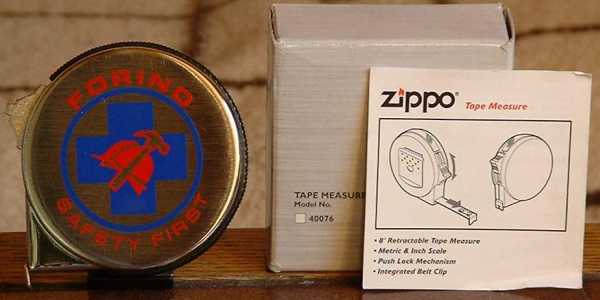 FORINO
SAFETY FIRST
TAPE MEASURE
Model No.
40076
zippo® Tape Measure
• 8' Retractable Tape Measure
• Metric & Inch Scale
• Push Lock Mechanism
• Integrated Belt Clip